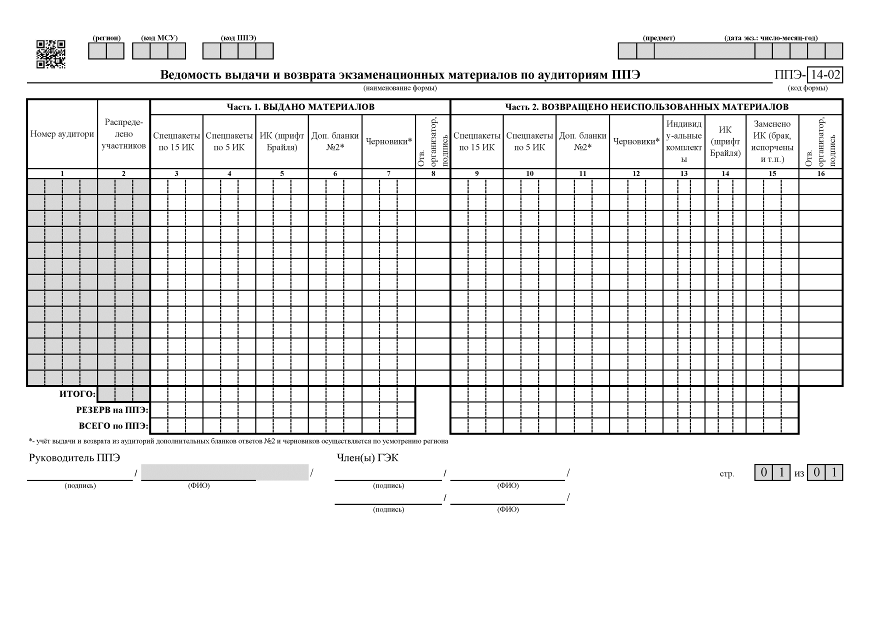 (регион) (код МСУ) (код ППЭ) (предмет) (дата экз.: число-месяц-год)
Ведомость выдачи и возврата экзаменационных материалов по аудиториям ППЭ ППЭ- 14-02
(наименование формы) (код формы)
Номер аудитори
Распреде-
лено
участников
Часть 1. ВЫДАНО МАТЕРИАЛОВ
Спецпакеты
по 15 ИК
Спецпакеты
по 5 ИК
ИК (шрифт
Брайля)
Доп. бланки
№2*
Черновики*
Отв.
организатор,
подпись
Часть 2. ВОЗВРАЩЕНО НЕИСПОЛЬЗОВАННЫХ МАТЕРИАЛОВ
Спецпакеты
по 15 ИК
Спецпакеты
по 5 ИК
Доп. бланки
№2*
Черновики*
Индивид
у-альные
комплект
ы
ИК
(шрифт
Брайля)
Заменено
ИК (брак,
испорчены
и т.п.)
Отв.
организатор,
подпись
1 2 3 4 5 6 7 8 9 10 11 12 13 14 15 16
ИТОГО:
РЕЗЕРВ на ППЭ:
ВСЕГО по ППЭ:
*- учёт выдачи и возврата из аудиторий дополнительных бланков ответов №2 и черновиков осуществляется по усмотрению региона
Руководитель ППЭ Член(ы) ГЭК
/ / / / стр. 0 1 из 0 1
(подпись) (ФИО) (подпись) (ФИО)
/ /
(подпись) (ФИО)